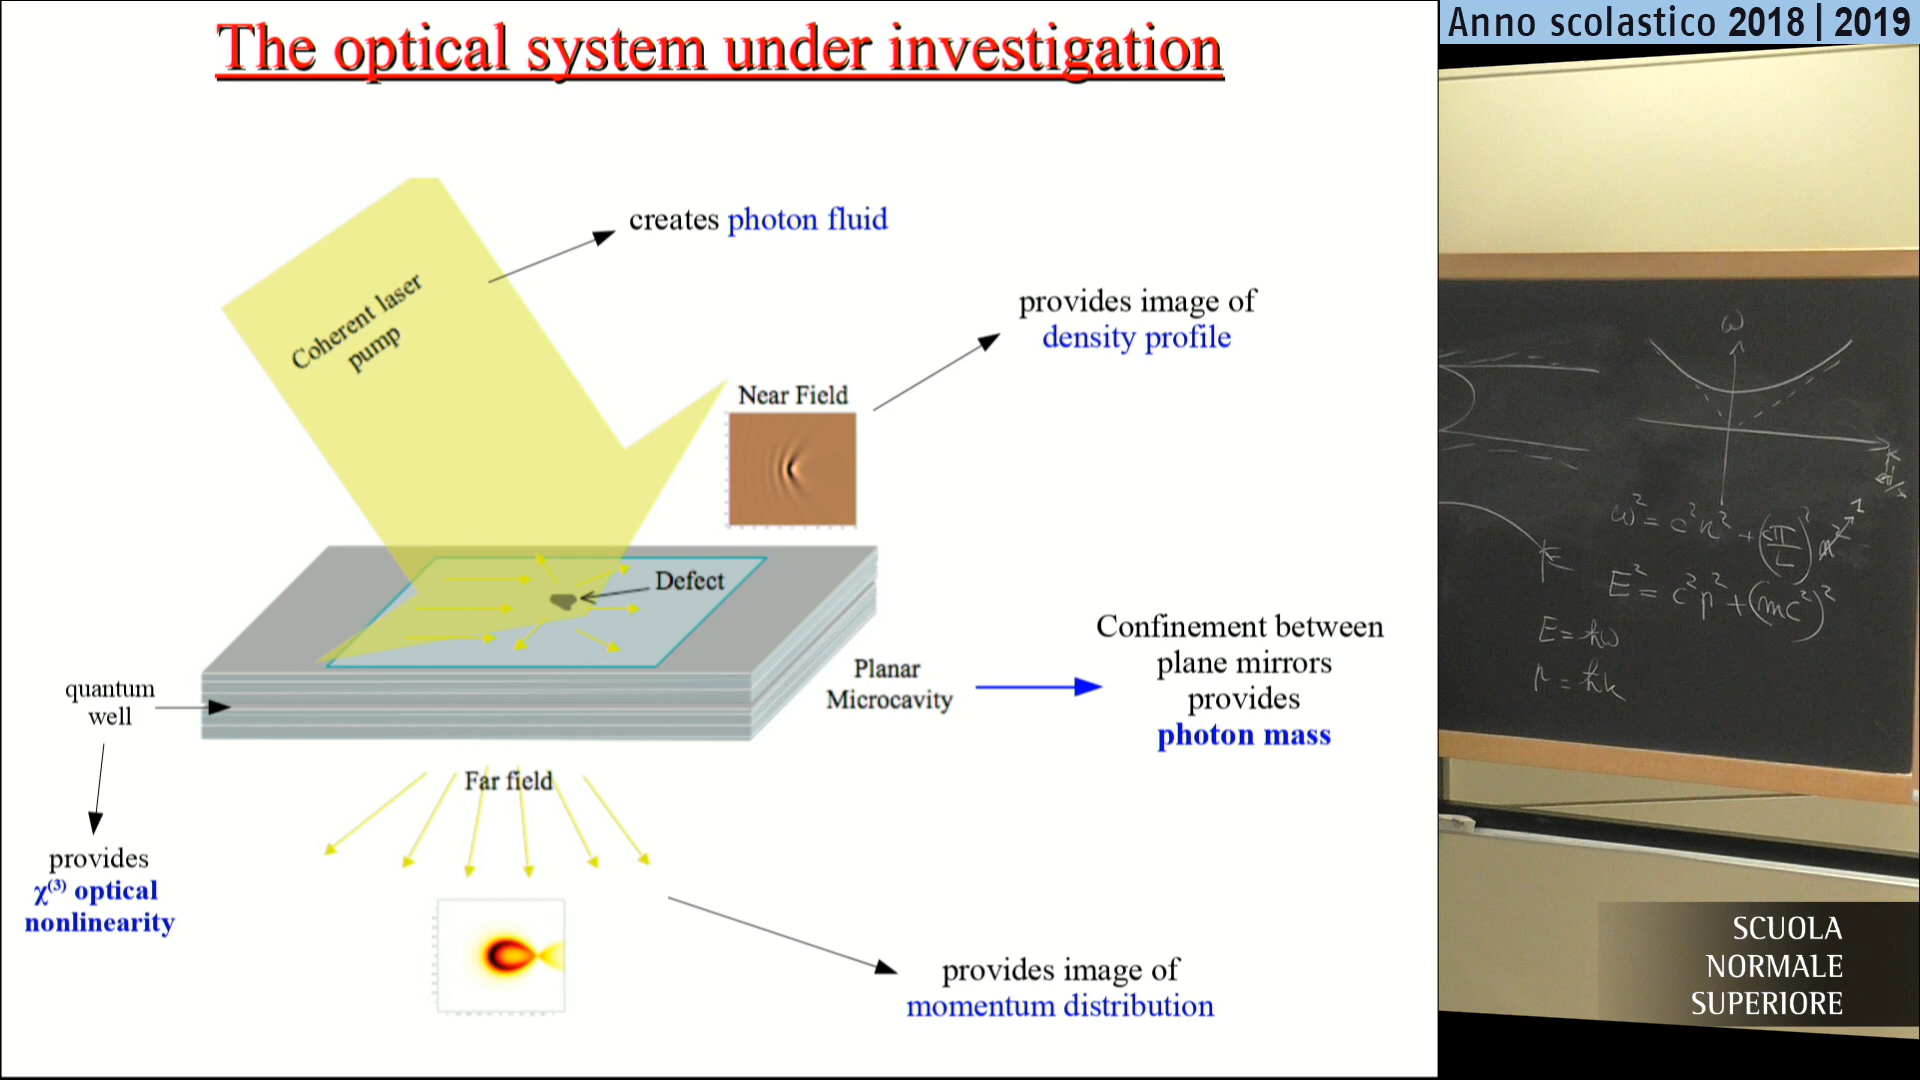 The optical system under investigation
Anno scolastico 2018 | 2019
creates photon fluid
Coherent laser
pump
provides image of
density profile
Near Field
Defect
Planar
Microcavity
Confinement between
plane mirrors
provides
photon mass
quantum
well
provides
χ⁽³⁾ optical
nonlinearity
Far field
provides image of
momentum distribution
ω
ω² = c²k² + (cπ/L)²
E² = c²p² + (mc²)²
E = ħω
p = ħk
SCUOLA
NORMALE
SUPERIORE